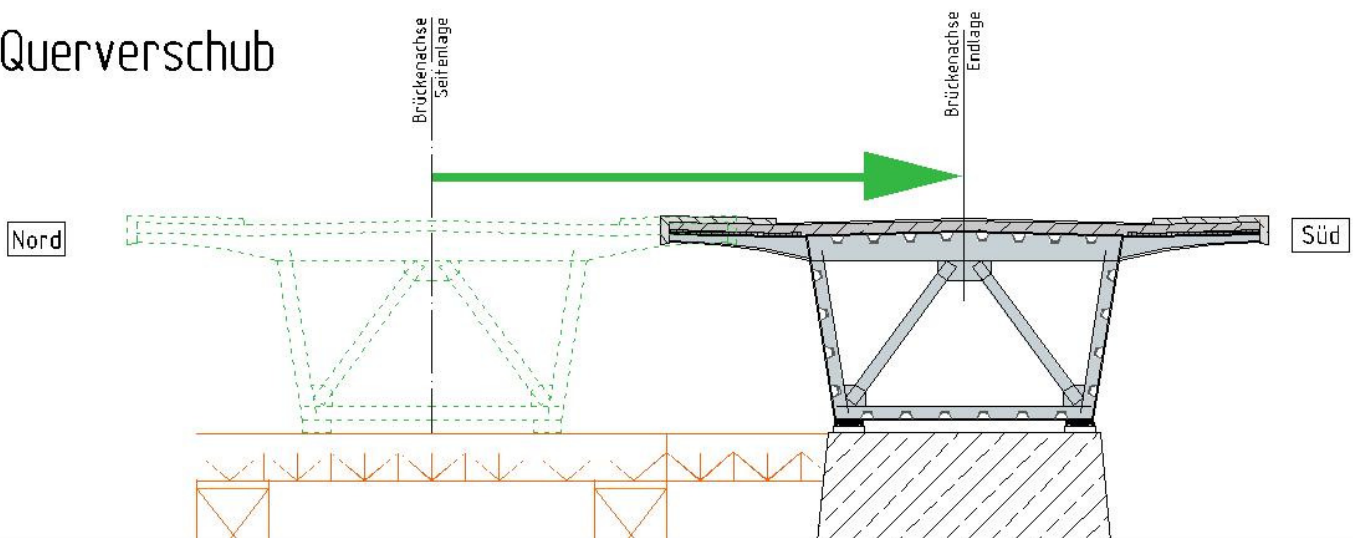 Querverschub
Brückenachse
Seitenlage
Brückenachse
Endlage
Nord
Süd